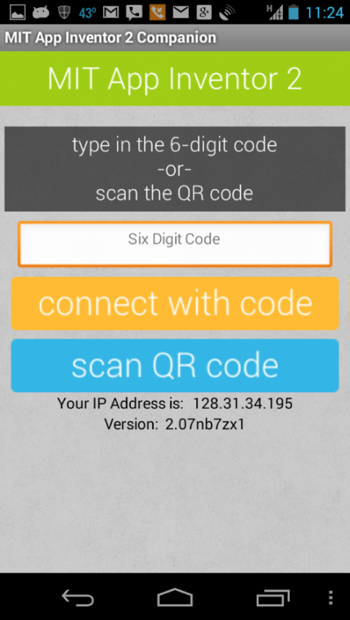 43° H 11:24
MIT App Inventor 2 Companion
MIT App Inventor 2
type in the 6-digit code
-or-
scan the QR code
Six Digit Code
connect with code
scan QR code
Your IP Address is: 128.31.34.195
Version: 2.07nb7zx1